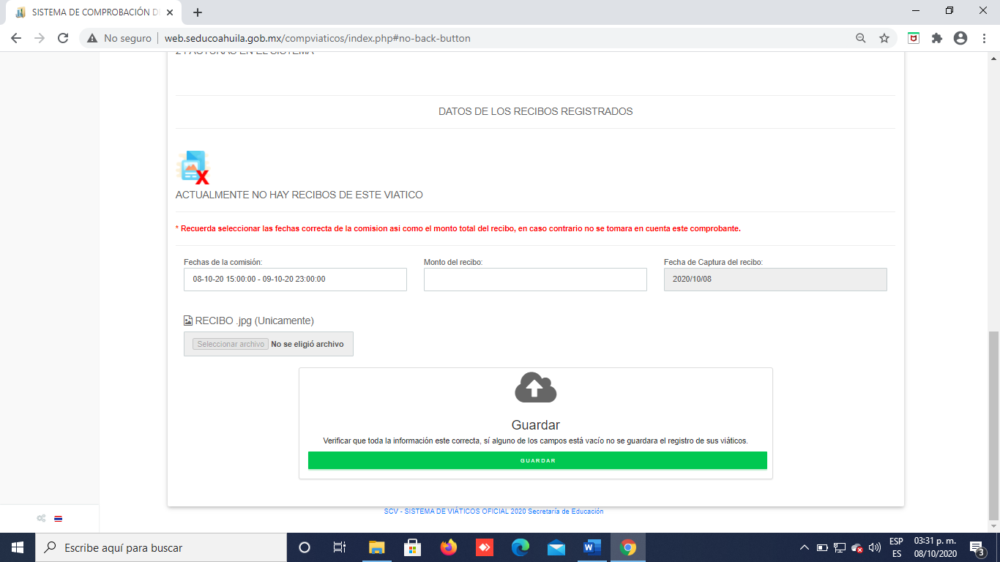 SISTEMA DE COMPROBACIÓN D
No seguro
web.seducoahuila.gob.mx/compviaticos/index.php#no-back-button
FACTURAS EN EL SISTEMA
DATOS DE LOS RECIBOS REGISTRADOS
ACTUALMENTE NO HAY RECIBOS DE ESTE VIATICO
* Recuerda seleccionar las fechas correcta de la comision asi como el monto total del recibo, en caso contrario no se tomara en cuenta este comprobante.
Fechas de la comisión:
Monto del recibo:
Fecha de Captura del recibo:
08-10-20 15:00:00 - 09-10-20 23:00:00
2020/10/08
RECIBO .jpg (Unicamente)
Seleccionar archivo No se eligió archivo
Guardar
Verificar que toda la información este correcta, sí alguno de los campos está vacío no se guardara el registro de sus viáticos.
GUARDAR
SCV - SISTEMA DE VIÁTICOS OFICIAL 2020 Secretaría de Educación
Escribe aquí para buscar
ESP
ES
03:31 p. m.
08/10/2020
3